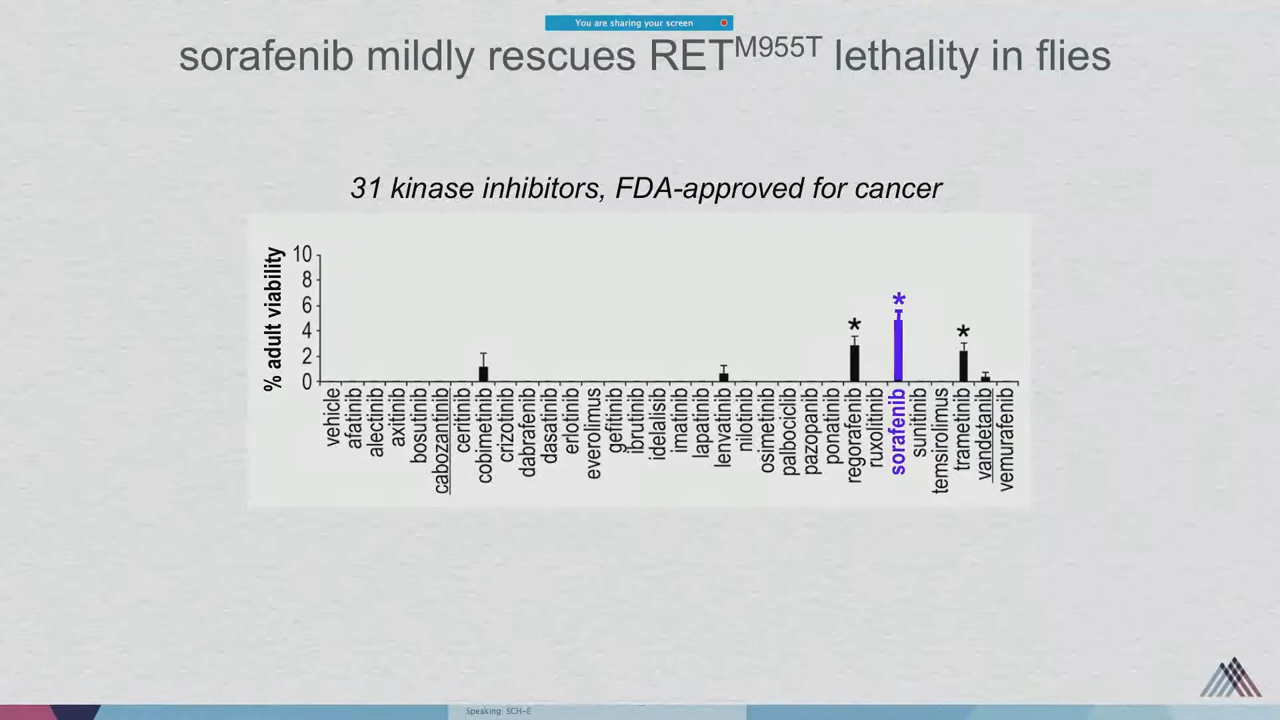 You are sharing your screen
sorafenib mildly rescues RETM955T lethality in flies
31 kinase inhibitors, FDA-approved for cancer
% adult viability
10
8
6
4
2
0
*
*
*
vehicle
afatinib
alectinib
axitinib
bosutinib
cabozantinib
ceritinib
cobimetinib
crizotinib
dabrafenib
dasatinib
erlotinib
everolimus
gefitinib
ibrutinib
idelalisib
imatinib
lapatinib
lenvatinib
nilotinib
osimetinib
palbociclib
pazopanib
ponatinib
regorafenib
ruxolitinib
sorafenib
sunitinib
temsirolimus
trametinib
vandetanib
vemurafenib
Speaking: SCH-E